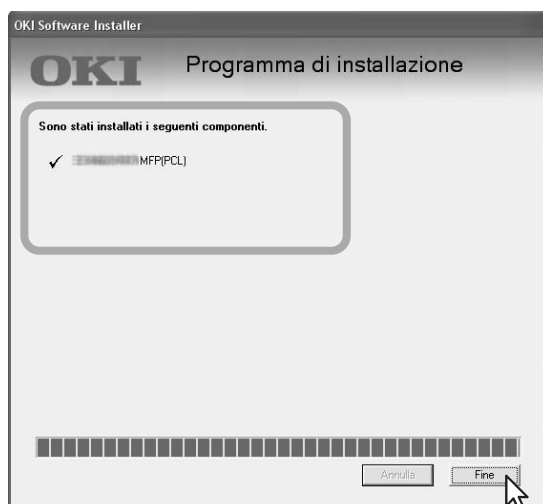 OKI Software Installer
OKI Programma di installazione
Sono stati installati i seguenti componenti.
MFP(PCL)
Annulla Fine